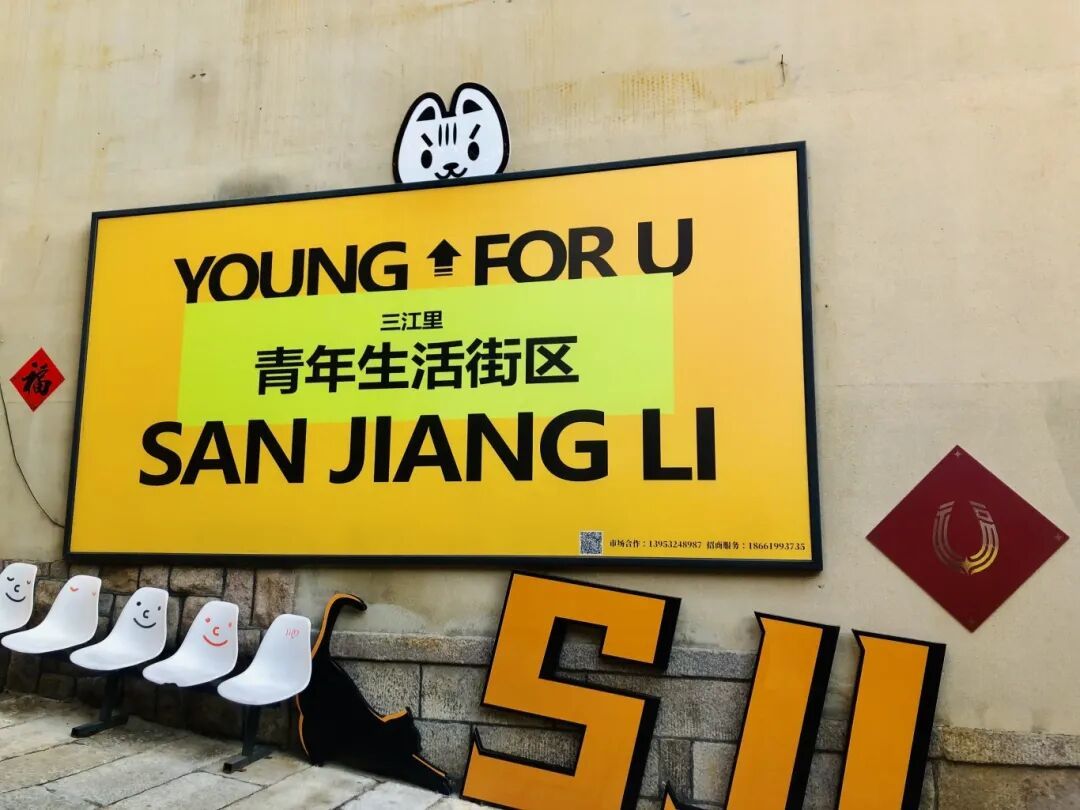 YOUNG FOR U
三江里
青年生活街区
SAN JIANG LI
市场合作：13953248987 招商服务：18661993735
福
SJL